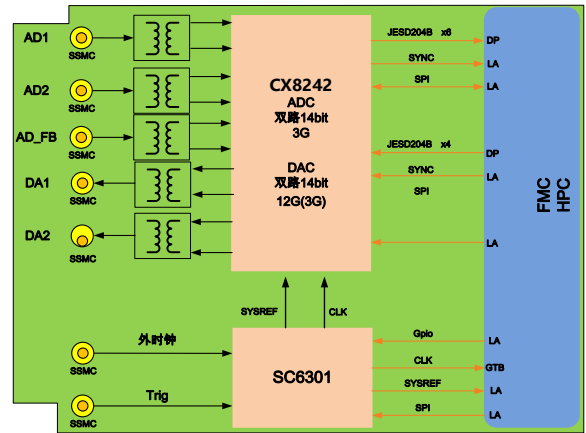 AD1
SSMC
AD2
SSMC
AD_FB
SSMC
DA1
SSMC
DA2
SSMC
CX8242
ADC
双路14bit
3G
DAC
双路14bit
12G(3G)
JESD204B x6
DP
SYNC
LA
SPI
LA
JESD204B x4
DP
SYNC
LA
SPI
LA
FMC
HPC
SYSREF
CLK
外时钟
SSMC
Trig
SSMC
SC6301
Gpio
LA
CLK
GTB
SYSREF
LA
SPI
LA